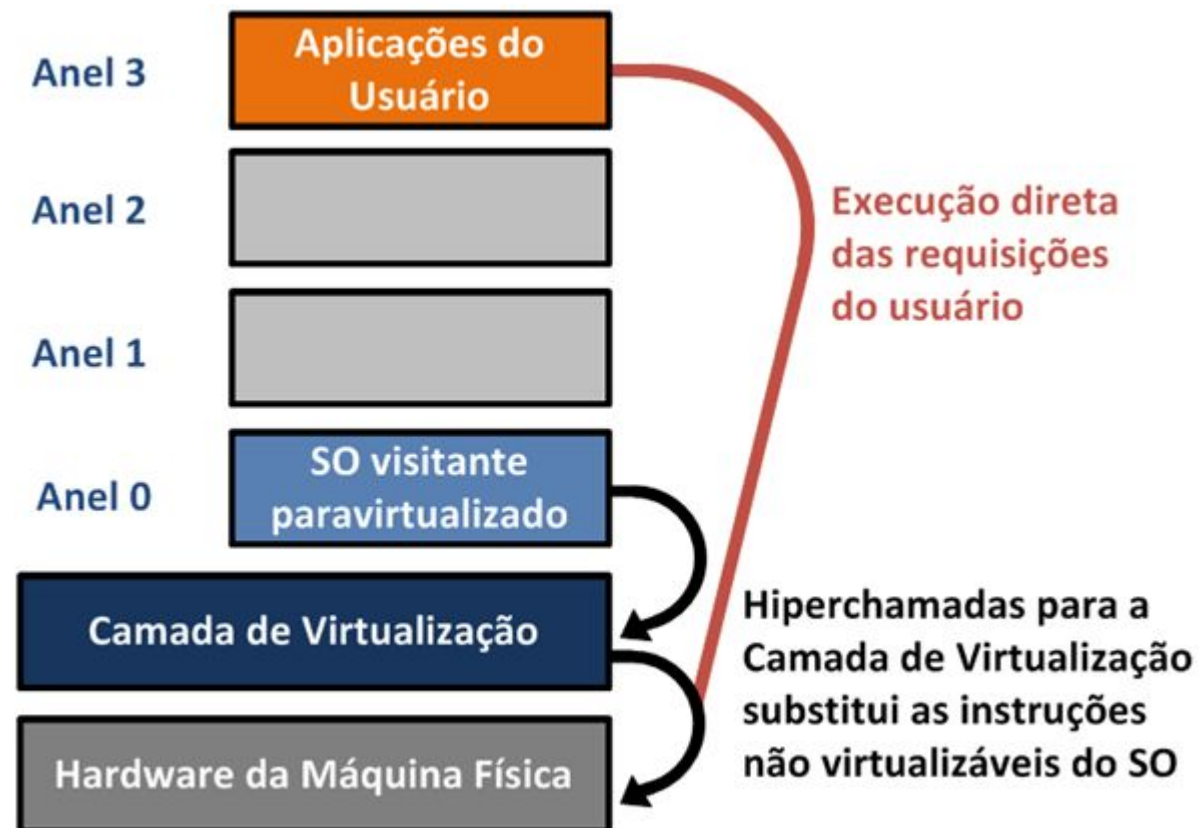 Anel 3
Aplicações do
Usuário
Anel 2
Execução direta
das requisições
do usuário
Anel 1
Anel 0
SO visitante
paravirtualizado
Camada de Virtualização
Hiperchamadas para a
Camada de Virtualização
substitui as instruções
não virtualizáveis do SO
Hardware da Máquina Física